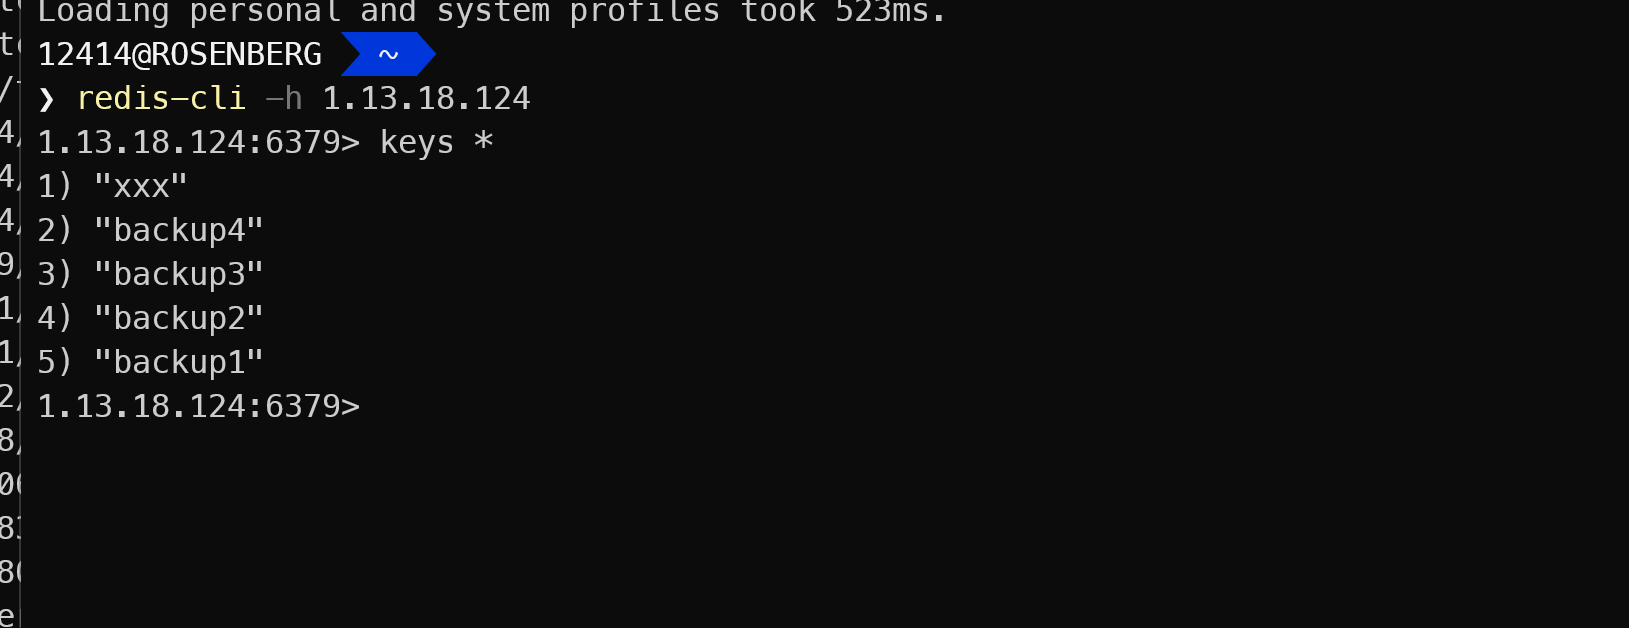 Loading personal and system profiles took 523ms.
12414@ROSENBERG ~
❯ redis-cli -h 1.13.18.124
1.13.18.124:6379> keys *
1) "xxx"
2) "backup4"
3) "backup3"
4) "backup2"
5) "backup1"
1.13.18.124:6379>